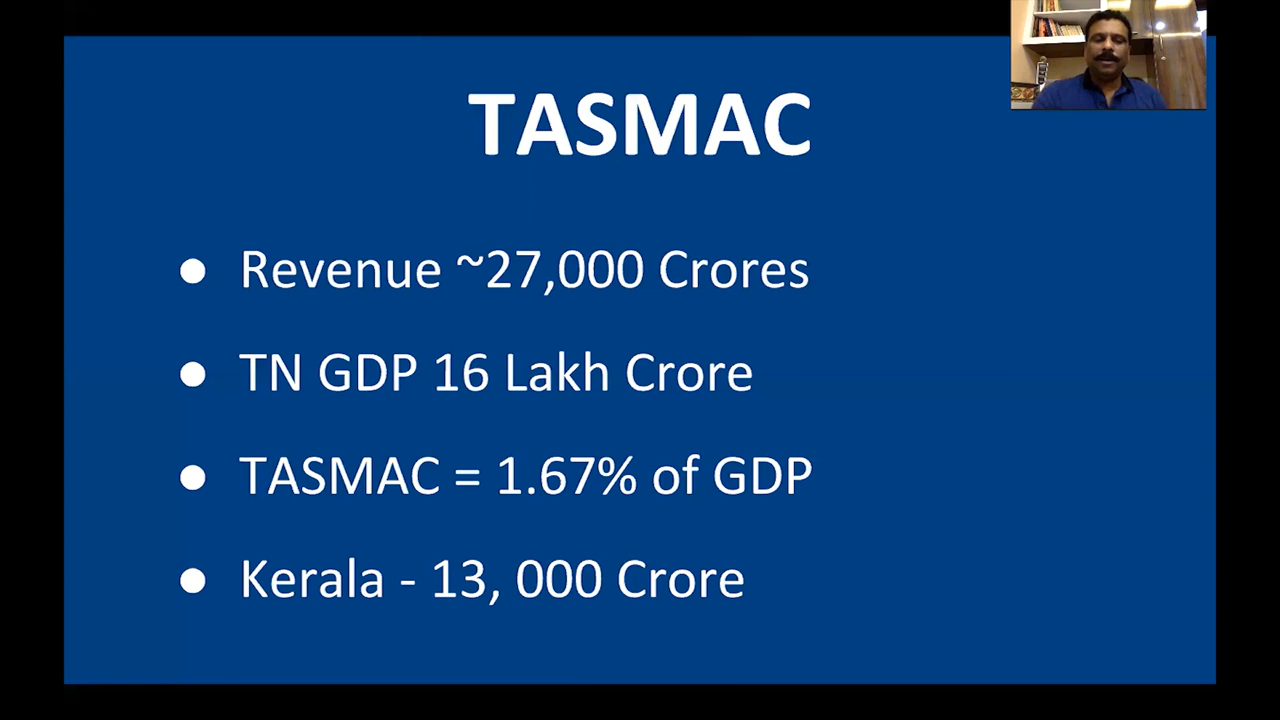 TASMAC
● Revenue ~27,000 Crores
● TN GDP 16 Lakh Crore
● TASMAC = 1.67% of GDP
● Kerala - 13, 000 Crore